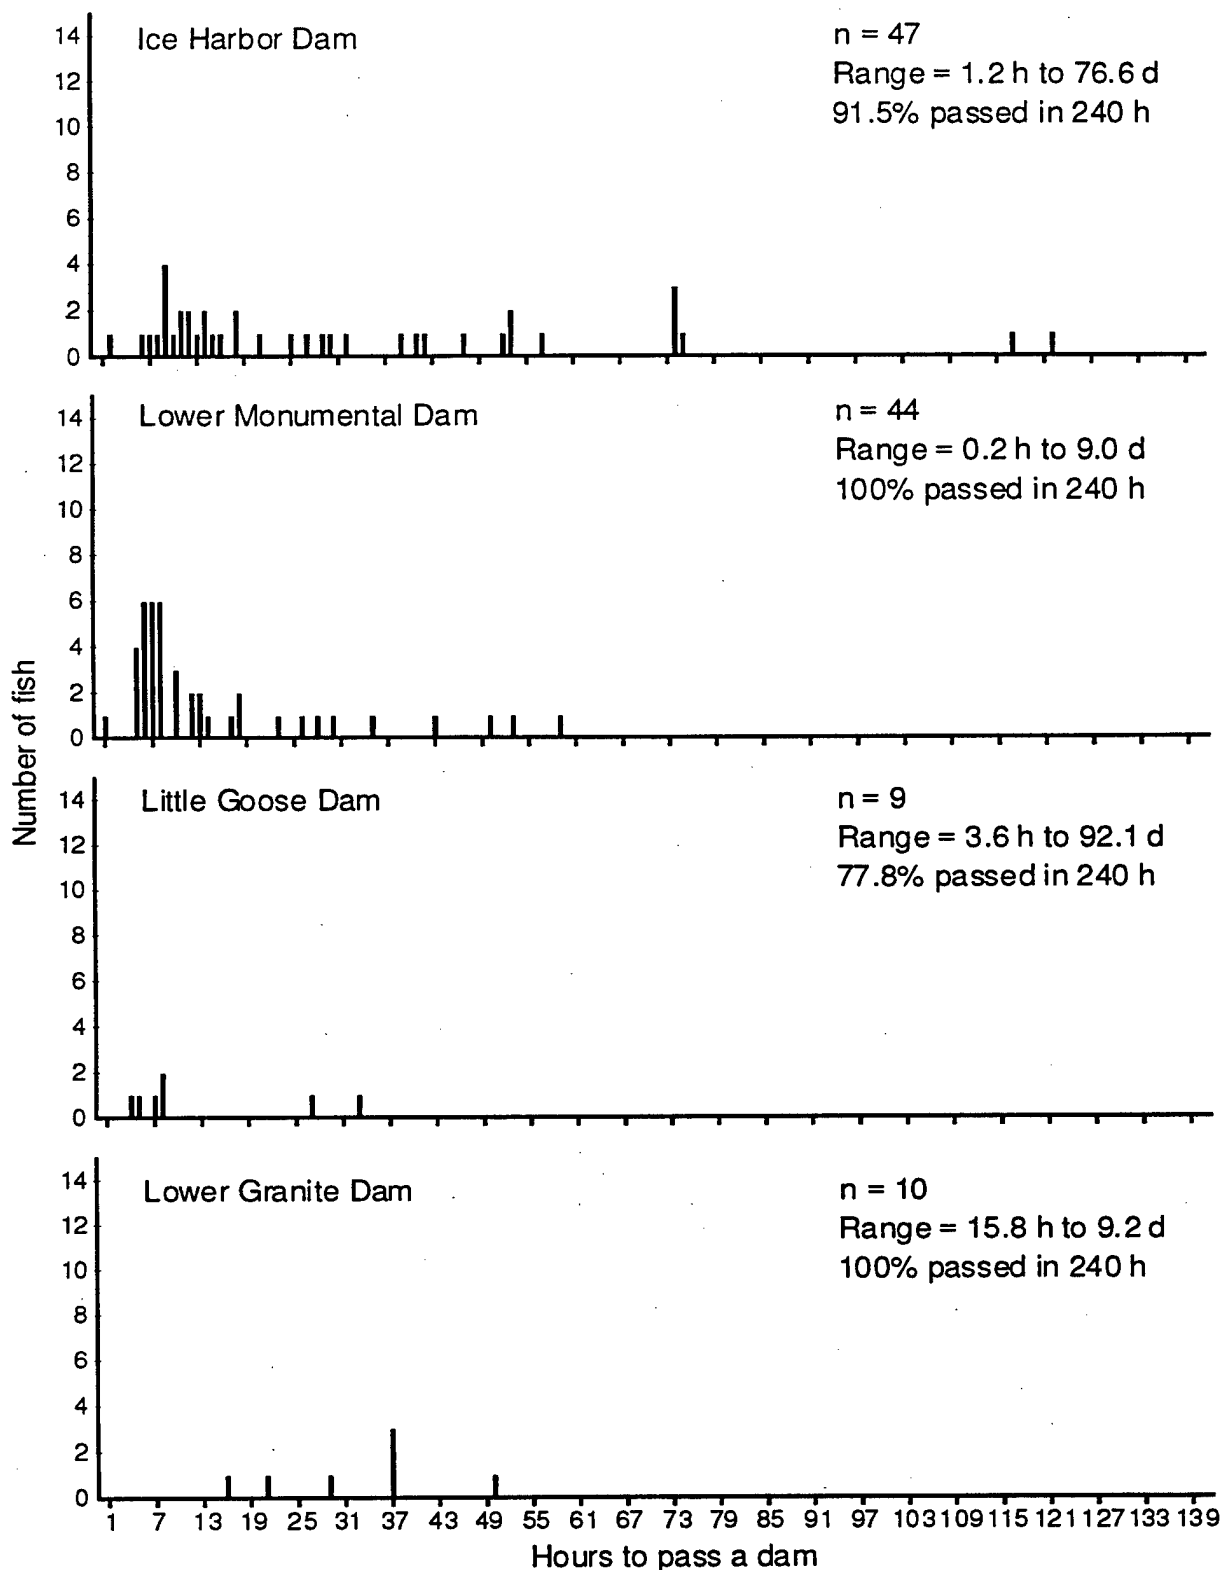 Ice Harbor Dam
n = 47
Range = 1.2 h to 76.6 d
91.5% passed in 240 h
14
12
10
8
6
4
2
0
Lower Monumental Dam
n = 44
Range = 0.2 h to 9.0 d
100% passed in 240 h
14
12
10
8
6
4
2
0
Number of fish
Little Goose Dam
n = 9
Range = 3.6 h to 92.1 d
77.8% passed in 240 h
14
12
10
8
6
4
2
0
Lower Granite Dam
n = 10
Range = 15.8 h to 9.2 d
100% passed in 240 h
14
12
10
8
6
4
2
0
1 7 13 19 25 31 37 43 49 55 61 67 73 79 85 91 97 103 109 115 121 127 133 139
Hours to pass a dam